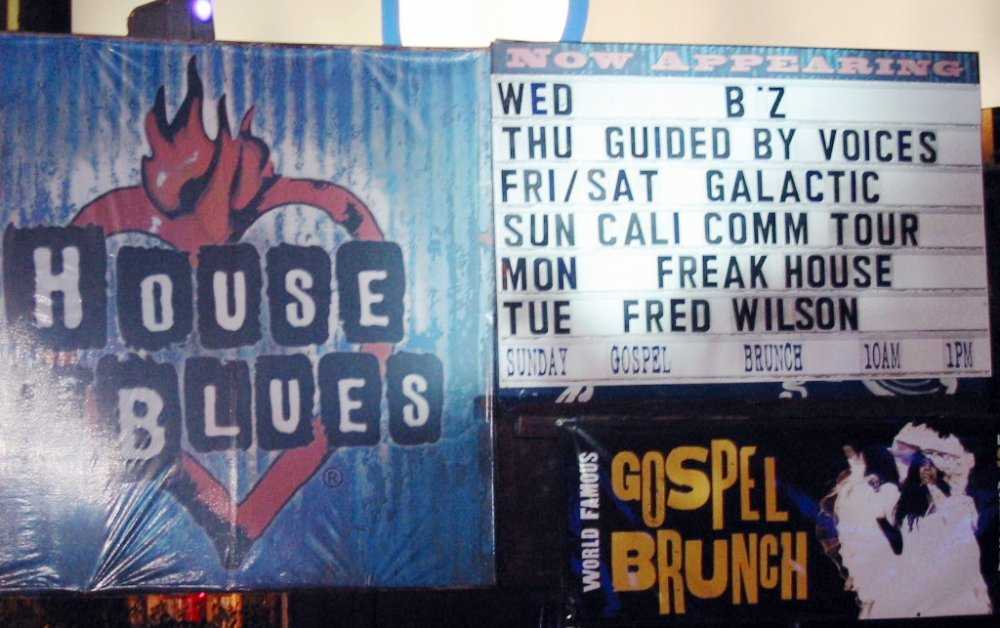 HOUSE
BLUES
®
NOW APPEARING
WED B'Z
THU GUIDED BY VOICES
FRI/SAT GALACTIC
SUN CALI COMM TOUR
MON FREAK HOUSE
TUE FRED WILSON
SUNDAY GOSPEL BRUNCH 10AM 1PM
WORLD FAMOUS
GOSPEL
BRUNCH